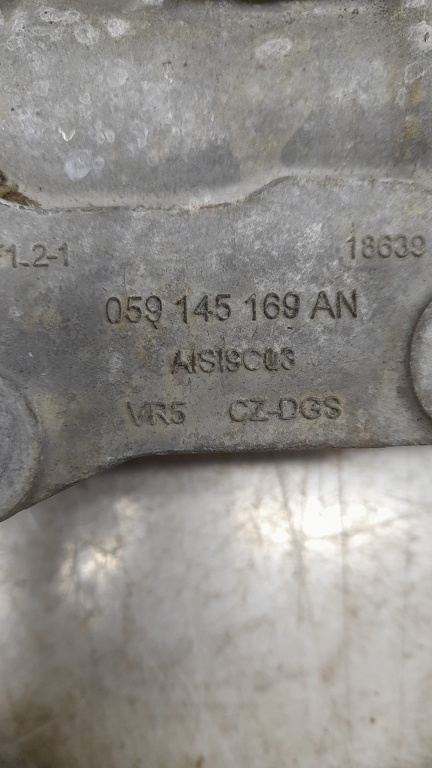 1.2-1 18639
059 145 169 AN
AlSi9Cu3
VR5 CZ-DGS